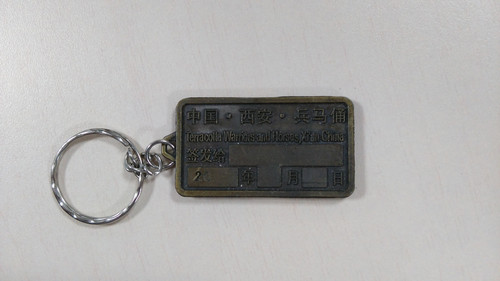 中国·西安·兵马俑
Terracotta Warriors and Horses, Xi'an China
签发给
2 年 月 日